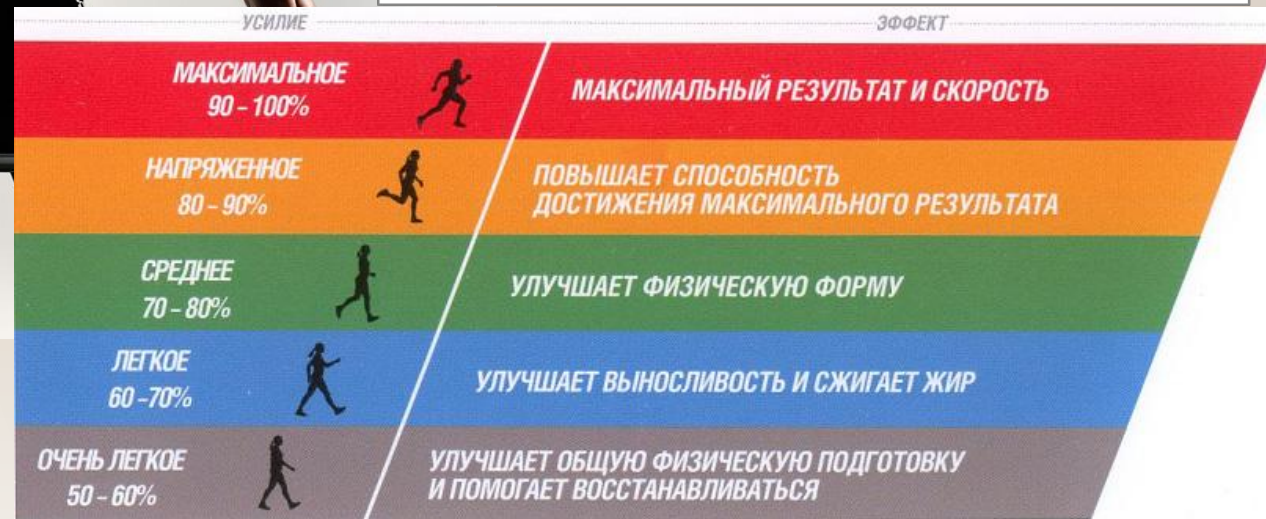 УСИЛИЕ
ЭФФЕКТ
МАКСИМАЛЬНОЕ
90 – 100%
МАКСИМАЛЬНЫЙ РЕЗУЛЬТАТ И СКОРОСТЬ
НАПРЯЖЕННОЕ
80 – 90%
ПОВЫШАЕТ СПОСОБНОСТЬ
ДОСТИЖЕНИЯ МАКСИМАЛЬНОГО РЕЗУЛЬТАТА
СРЕДНЕЕ
70 – 80%
УЛУЧШАЕТ ФИЗИЧЕСКУЮ ФОРМУ
ЛЕГКОЕ
60 –70%
УЛУЧШАЕТ ВЫНОСЛИВОСТЬ И СЖИГАЕТ ЖИР
ОЧЕНЬ ЛЕГКОЕ
50 – 60%
УЛУЧШАЕТ ОБЩУЮ ФИЗИЧЕСКУЮ ПОДГОТОВКУ
И ПОМОГАЕТ ВОССТАНАВЛИВАТЬСЯ